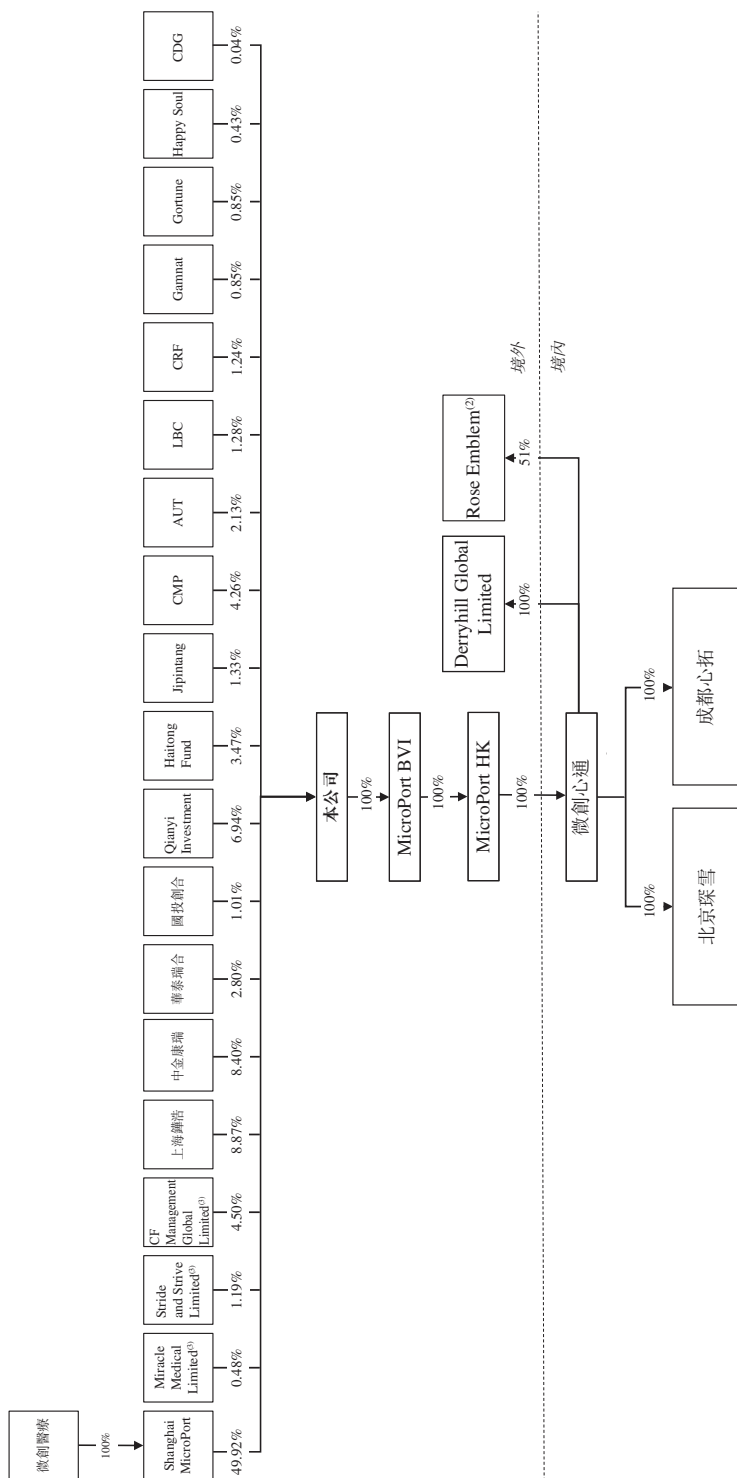 微創醫療
100%
Shanghai
MicroPort
49.92%
Miracle
Medical
Limited(3)
0.48%
Stride
and Strive
Limited(3)
1.19%
CF
Management
Global
Limited(3)
4.50%
上海鏵浩
8.87%
中金康瑞
8.40%
華泰瑞合
2.80%
國投創合
1.01%
Qianyi
Investment
6.94%
Haitong
Fund
3.47%
Jipintang
1.33%
CMP
4.26%
AUT
2.13%
LBC
1.28%
CRF
1.24%
Gamnat
0.85%
Gortune
0.85%
Happy Soul
0.43%
CDG
0.04%
本公司
100%
MicroPort BVI
100%
MicroPort HK
100%
Derryhill Global
Limited
100%
Rose Emblem(2)
51%
境外
境內
微創心通
100%
100%
北京琛雪
成都心拓